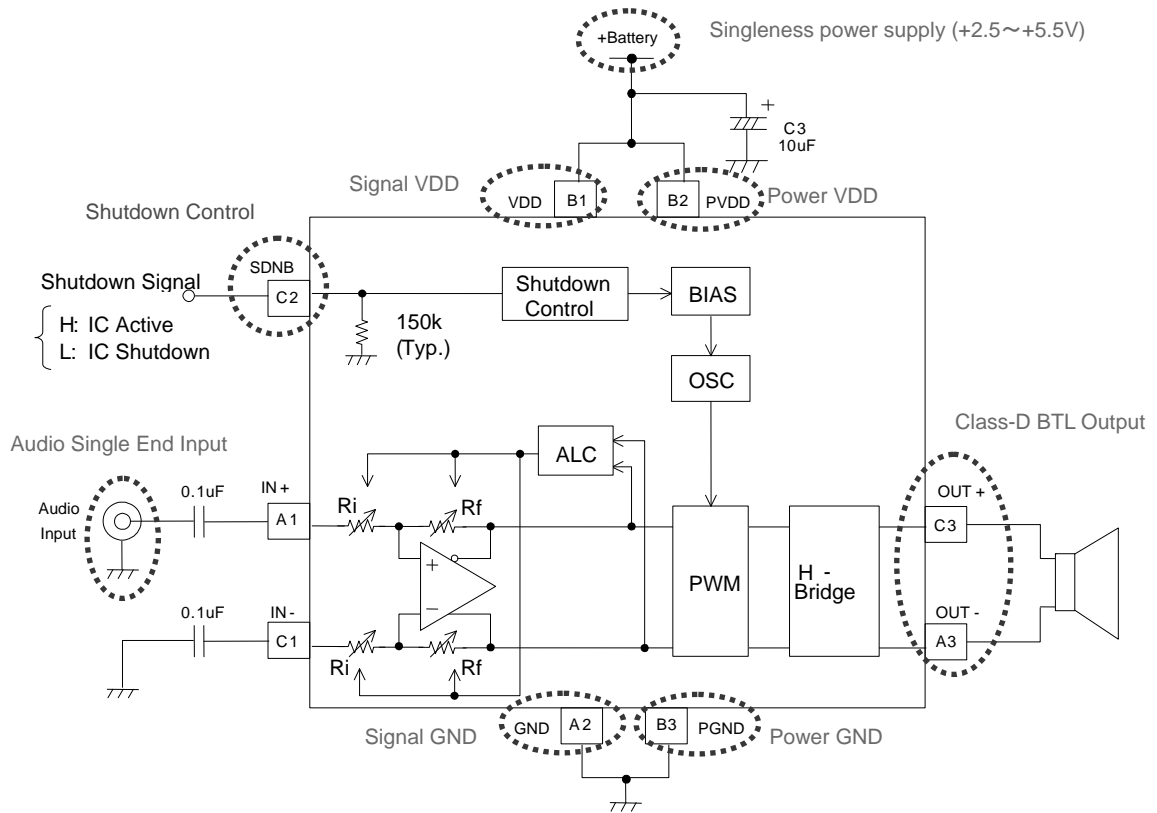 +Battery
Singleness power supply (+2.5～+5.5V)
+
C3
10uF
Signal VDD
VDD
B1
B2
PVDD
Power VDD
Shutdown Control
SDNB
C2
Shutdown Signal
H: IC Active
L: IC Shutdown
150k
(Typ.)
Shutdown
Control
BIAS
OSC
Class-D BTL Output
Audio Single End Input
ALC
Audio
Input
0.1uF
IN+
A1
Ri
Rf
+
−
PWM
H -
Bridge
OUT +
C3
OUT -
A3
0.1uF
IN-
C1
Ri
Rf
Signal GND
GND
A2
B3
PGND
Power GND